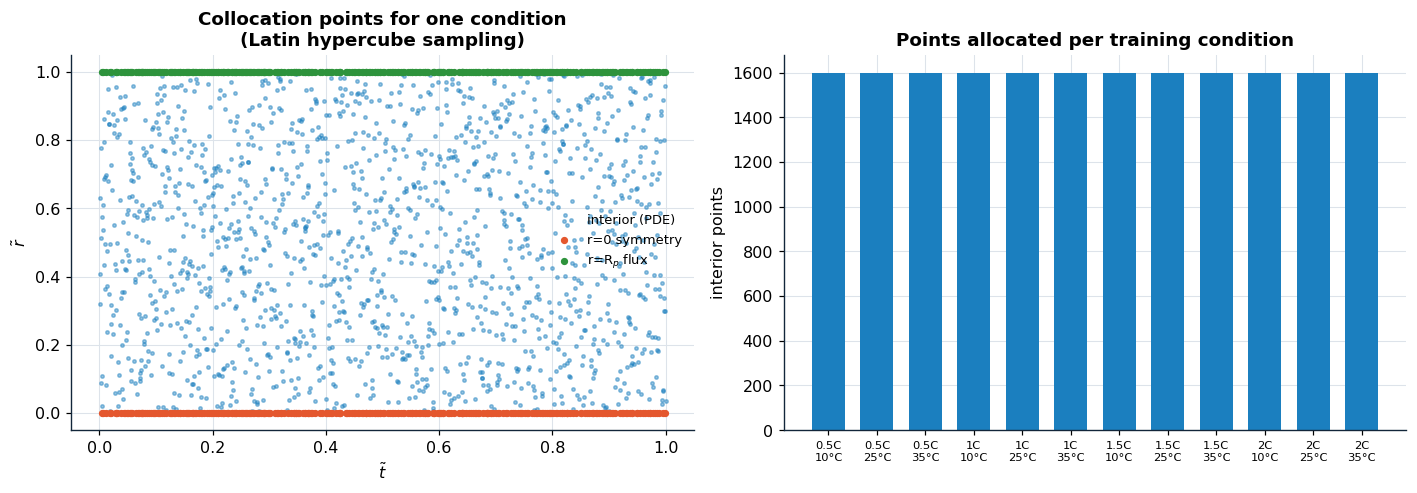 Collocation points for one condition
(Latin hypercube sampling)
1.0
0.8
0.6
0.4
0.2
0.0
r̃
interior (PDE)
r=0 symmetry
r=Rₚ flux
0.0 0.2 0.4 0.6 0.8 1.0
t̃
Points allocated per training condition
1600
1400
1200
1000
800
600
400
200
0
interior points
0.5C 0.5C 0.5C 1C 1C 1C 1.5C 1.5C 1.5C 2C 2C 2C
10°C 25°C 35°C 10°C 25°C 35°C 10°C 25°C 35°C 10°C 25°C 35°C